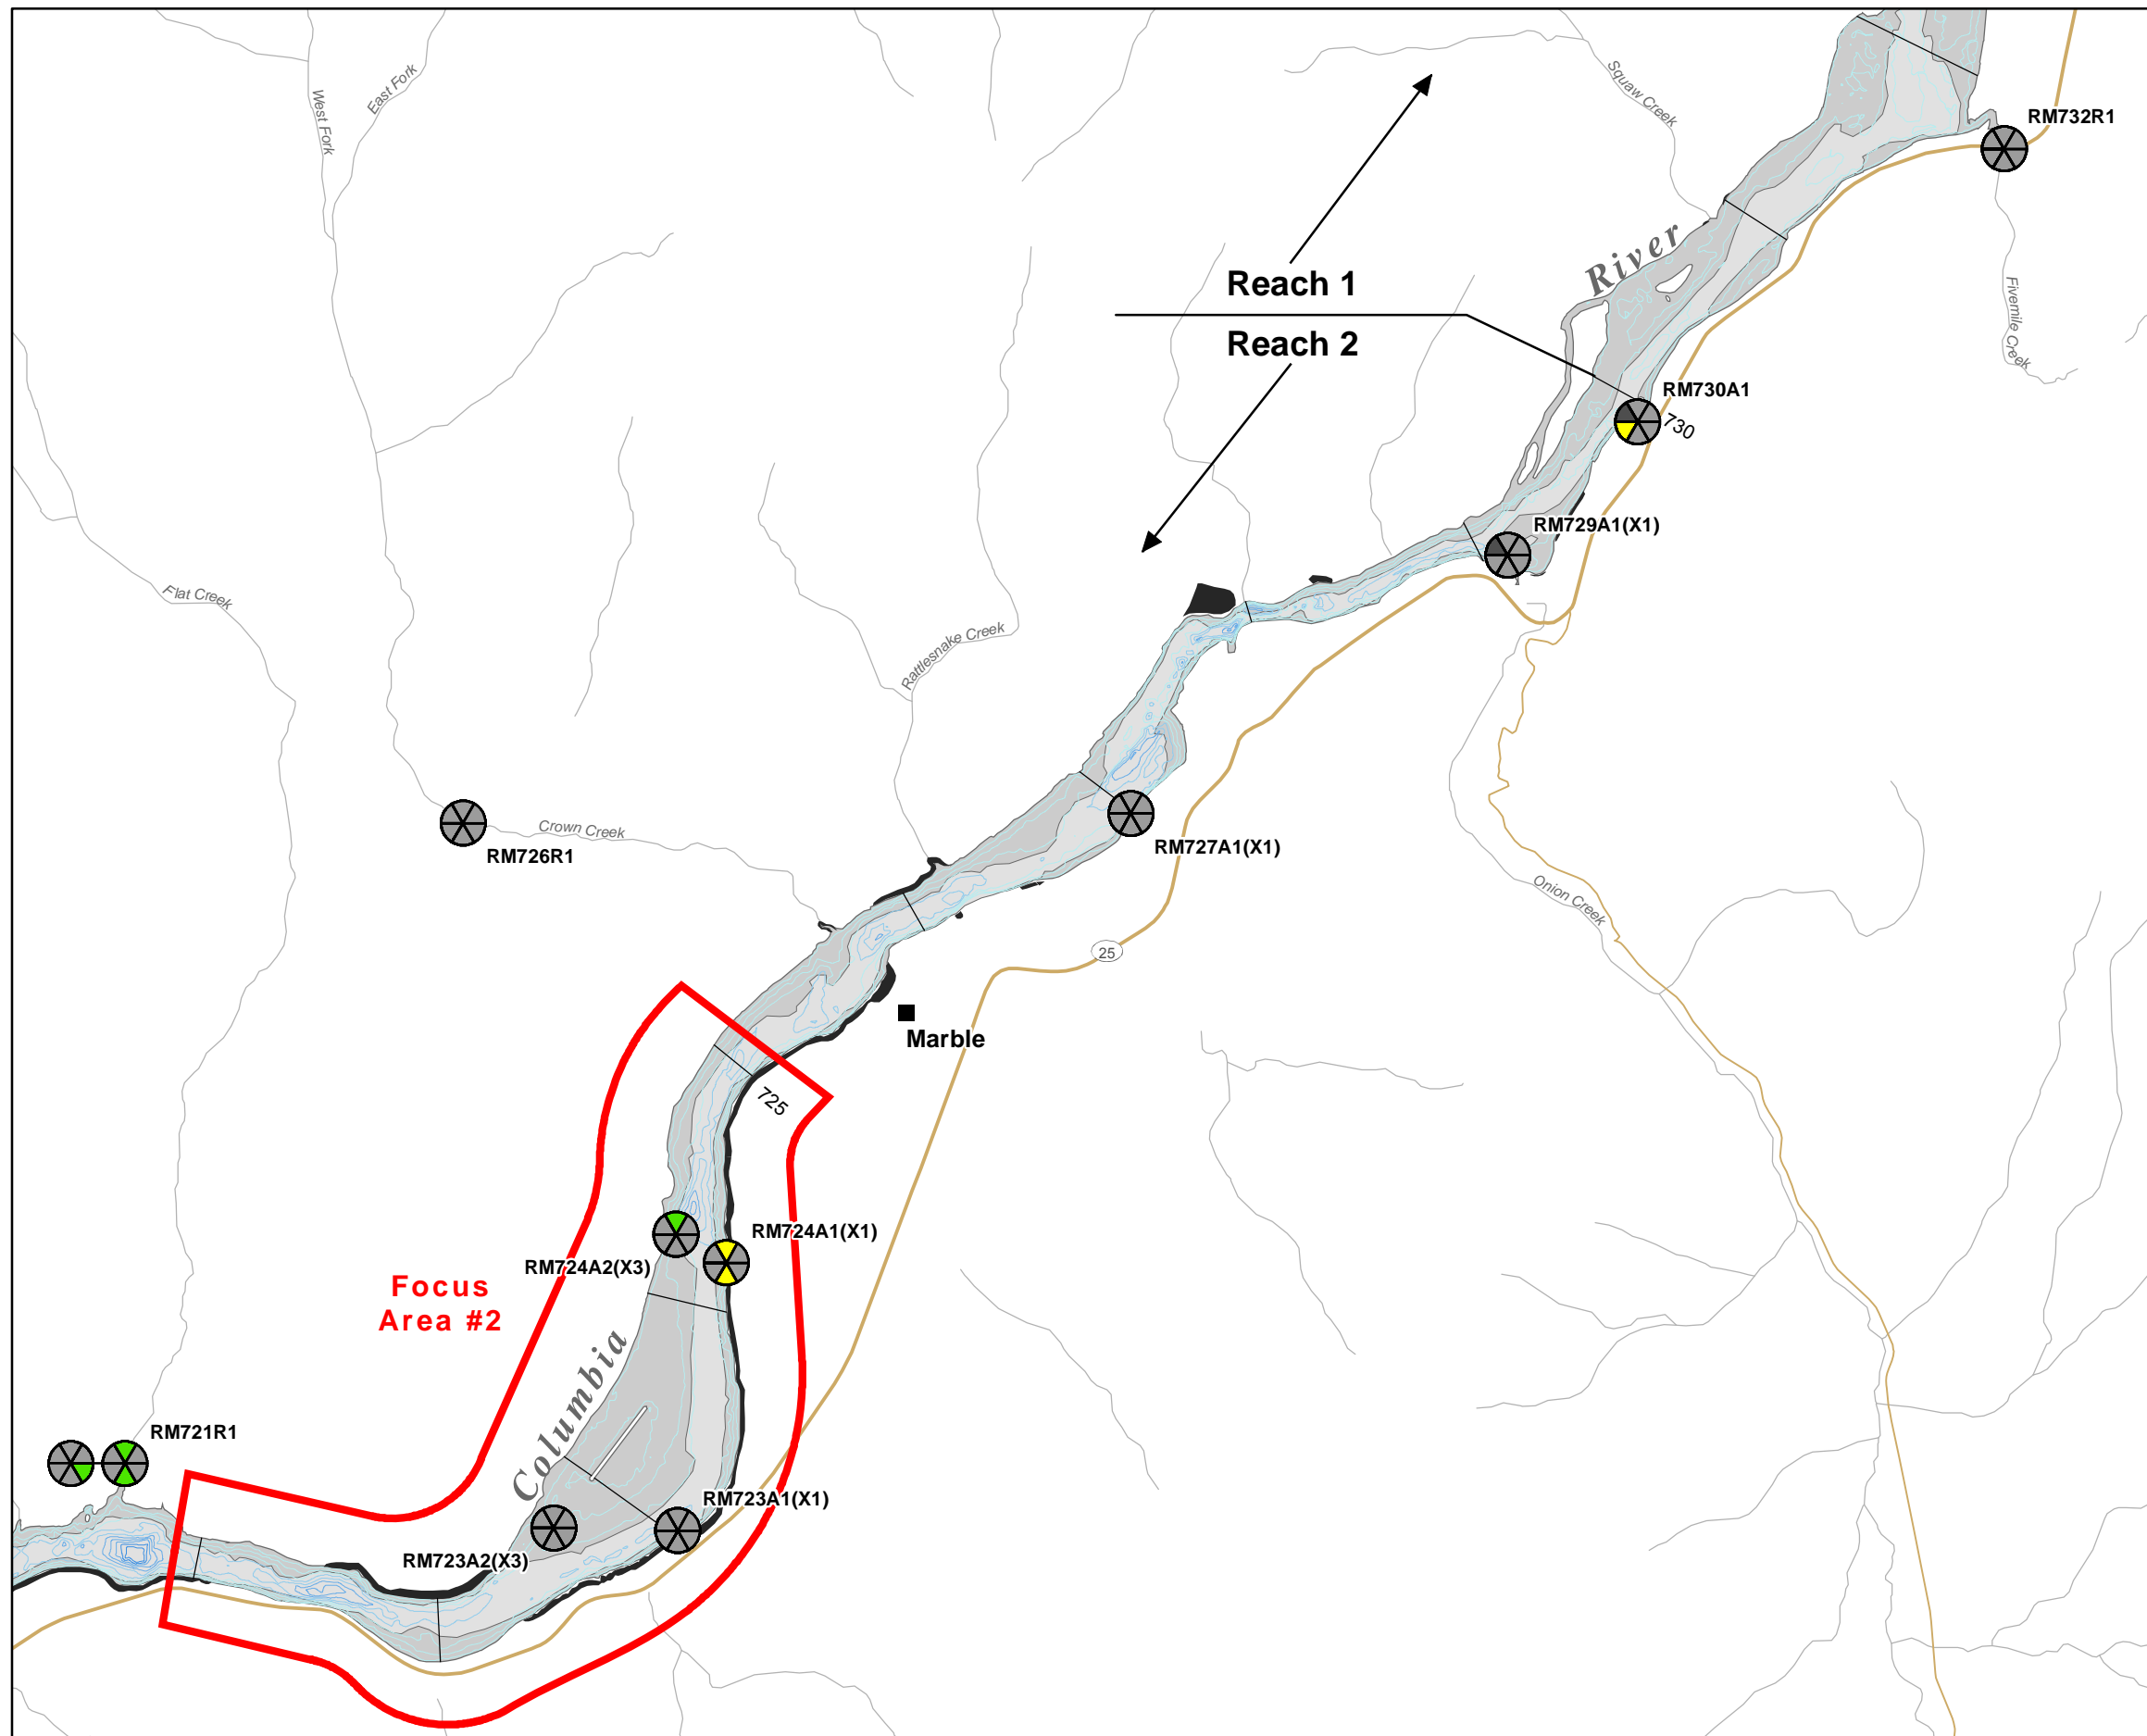 East Fork
West Fork
Squaw Creek
RM732R1
River
Reach 1
Fivemile Creek
Reach 2
RM730A1
730
RM729A1(X1)
Flat Creek
Rattlesnake Creek
Crown Creek
RM726R1
RM727A1(X1)
Onion Creek
25
Marble
725
RM724A1(X1)
RM724A2(X3)
Focus
Area #2
Columbia
RM721R1
RM723A1(X1)
RM723A2(X3)